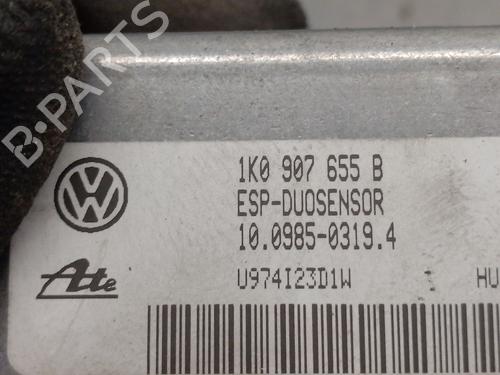 B-PARTS
1K0 907 655 B
ESP-DUOSENSOR
10.0985-0319.4
U974I23D1W HU
Ate